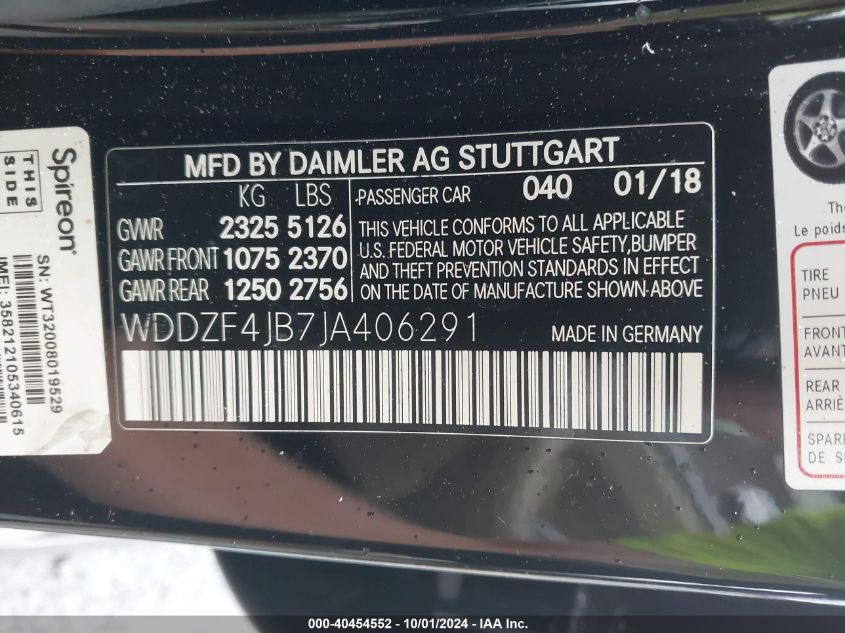 Spireon®
THIS
SIDE
SN: WT32008019529
IMEI: 358212105340615
MFD BY DAIMLER AG STUTTGART
KG LBS
GVWR 2325 5126
GAWR FRONT 1075 2370
GAWR REAR 1250 2756
PASSENGER CAR 040 01/18
THIS VEHICLE CONFORMS TO ALL APPLICABLE
U.S. FEDERAL MOTOR VEHICLE SAFETY, BUMPER
AND THEFT PREVENTION STANDARDS IN EFFECT
ON THE DATE OF MANUFACTURE SHOWN ABOVE
WDDZF4JB7JA406291
MADE IN GERMANY
Le poids
TIRE
PNEU
FRONT
AVANT
REAR
ARRIÈ
SPARE
DE S
000-40454552 - 10/01/2024 - IAA Inc.